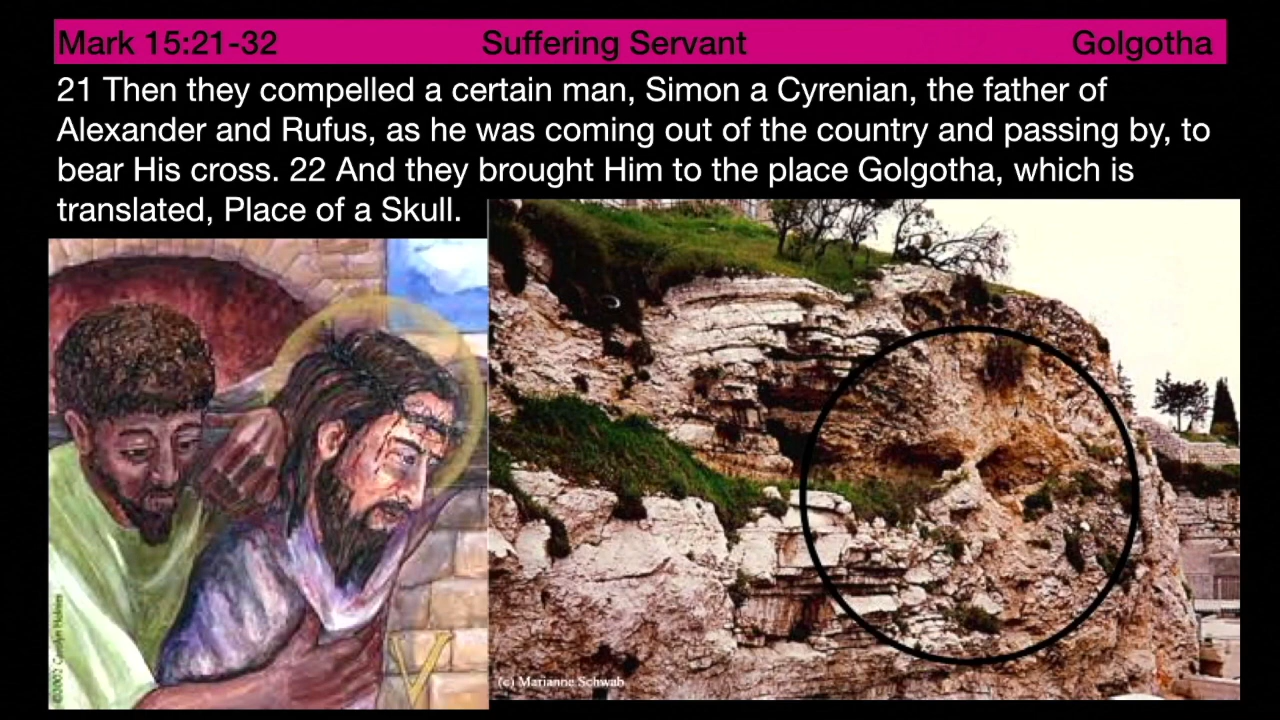 Mark 15:21-32 Suffering Servant Golgotha
21 Then they compelled a certain man, Simon a Cyrenian, the father of
Alexander and Rufus, as he was coming out of the country and passing by, to
bear His cross. 22 And they brought Him to the place Golgotha, which is
translated, Place of a Skull.
V
(c) Marianne Schwab